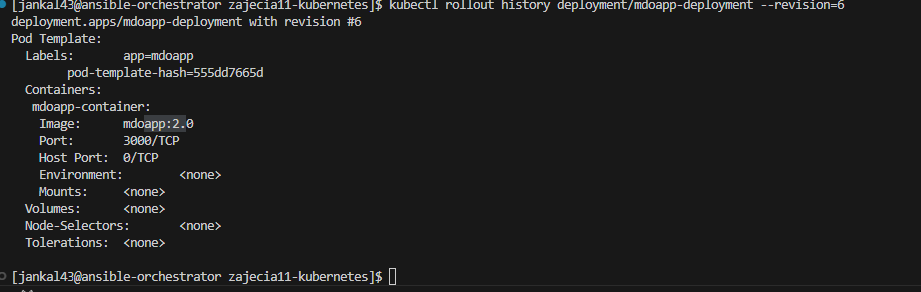 [jankal43@ansible-orchestrator zajecia11-kubernetes]$ kubectl rollout history deployment/mdoapp-deployment --revision=6
deployment.apps/mdoapp-deployment with revision #6
Pod Template:
  Labels:       app=mdoapp
        pod-template-hash=555dd7665d
  Containers:
   mdoapp-container:
    Image:      mdoapp:2.0
    Port:       3000/TCP
    Host Port:  0/TCP
    Environment:        <none>
    Mounts:     <none>
  Volumes:      <none>
  Node-Selectors:       <none>
  Tolerations:  <none>
[jankal43@ansible-orchestrator zajecia11-kubernetes]$